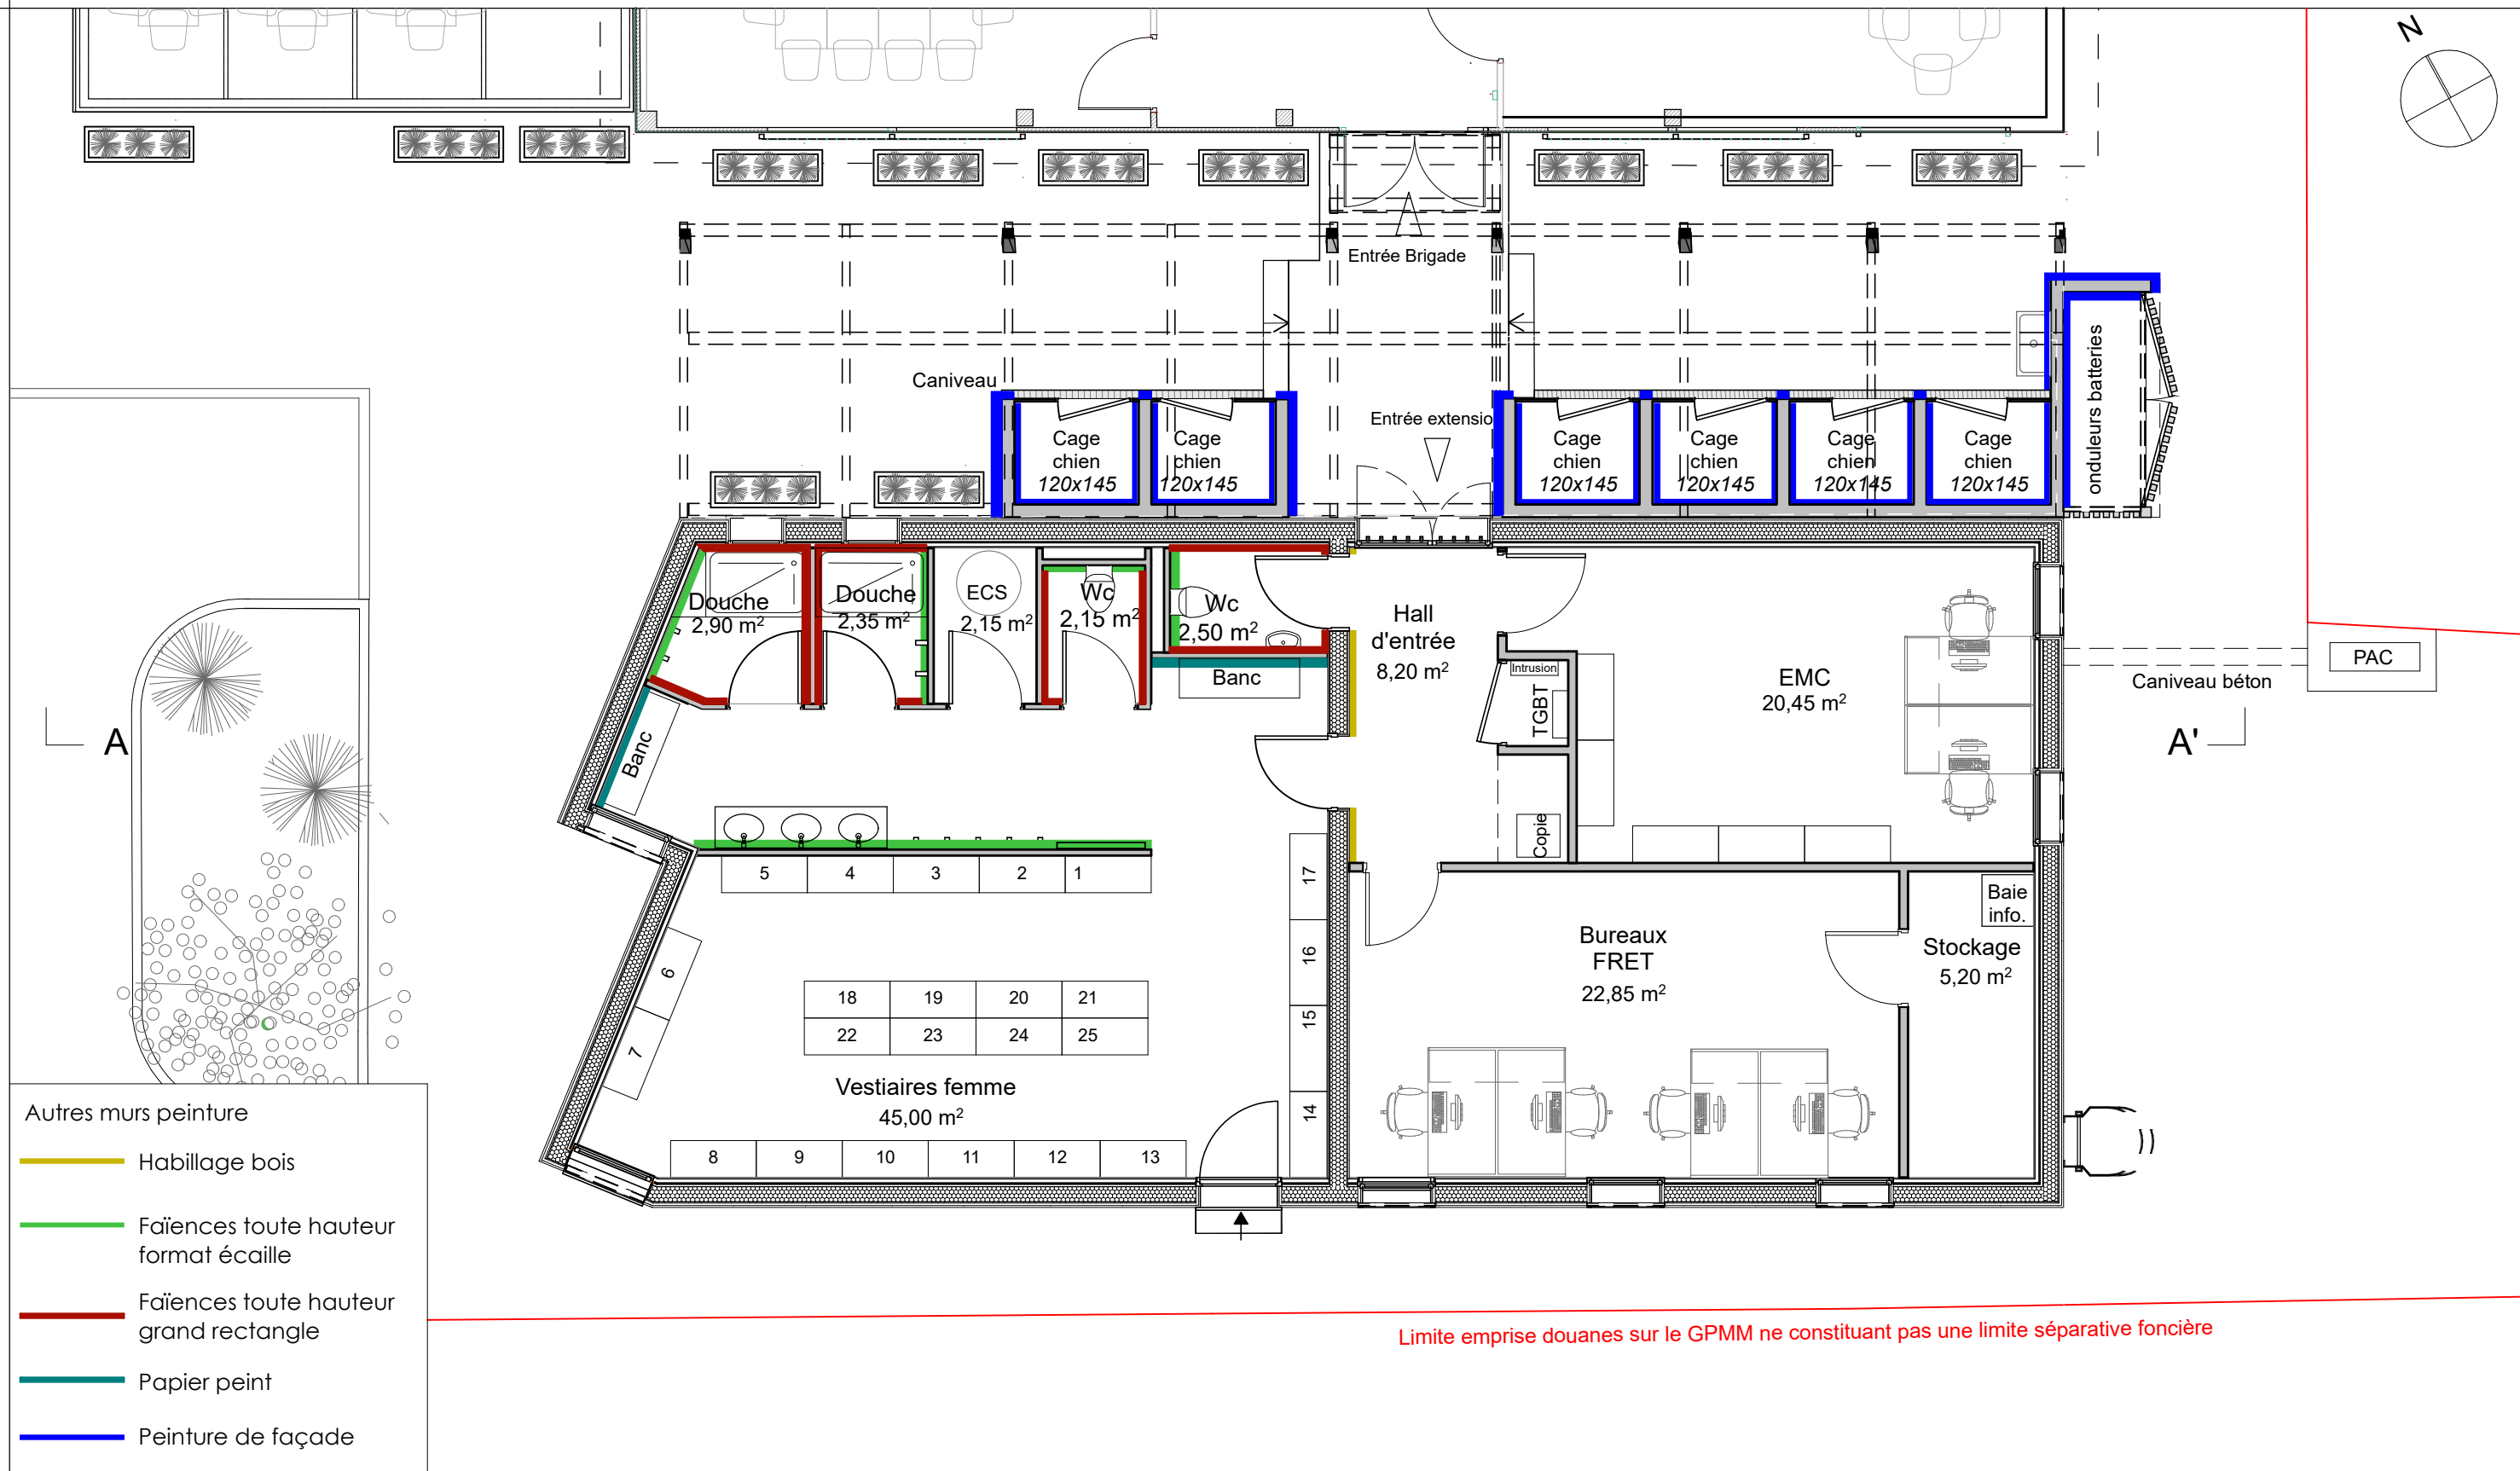 N
Entrée Brigade
Caniveau
Entrée extensio
onduleurs batteries
Cage
chien
120x145
Cage
chien
120x145
Cage
chien
120x145
Cage
chien
120x145
Cage
chien
120x145
Cage
chien
120x145
Douche
2,90 m²
Douche
2,35 m²
ECS
2,15 m²
Wc
2,15 m²
Wc
2,50 m²
Banc
Hall
d'entrée
8,20 m²
Intrusion
TGBT
Copie
EMC
20,45 m²
PAC
Caniveau béton
A
A'
Banc
5
4
3
2
1
17
16
15
14
6
7
18
19
20
21
22
23
24
25
Vestiaires femme
45,00 m²
8
9
10
11
12
13
Bureaux
FRET
22,85 m²
Baie
info.
Stockage
5,20 m²
Autres murs peinture
Habillage bois
Faïences toute hauteur
format écaille
Faïences toute hauteur
grand rectangle
Papier peint
Peinture de façade
Limite emprise douanes sur le GPMM ne constituant pas une limite séparative foncière